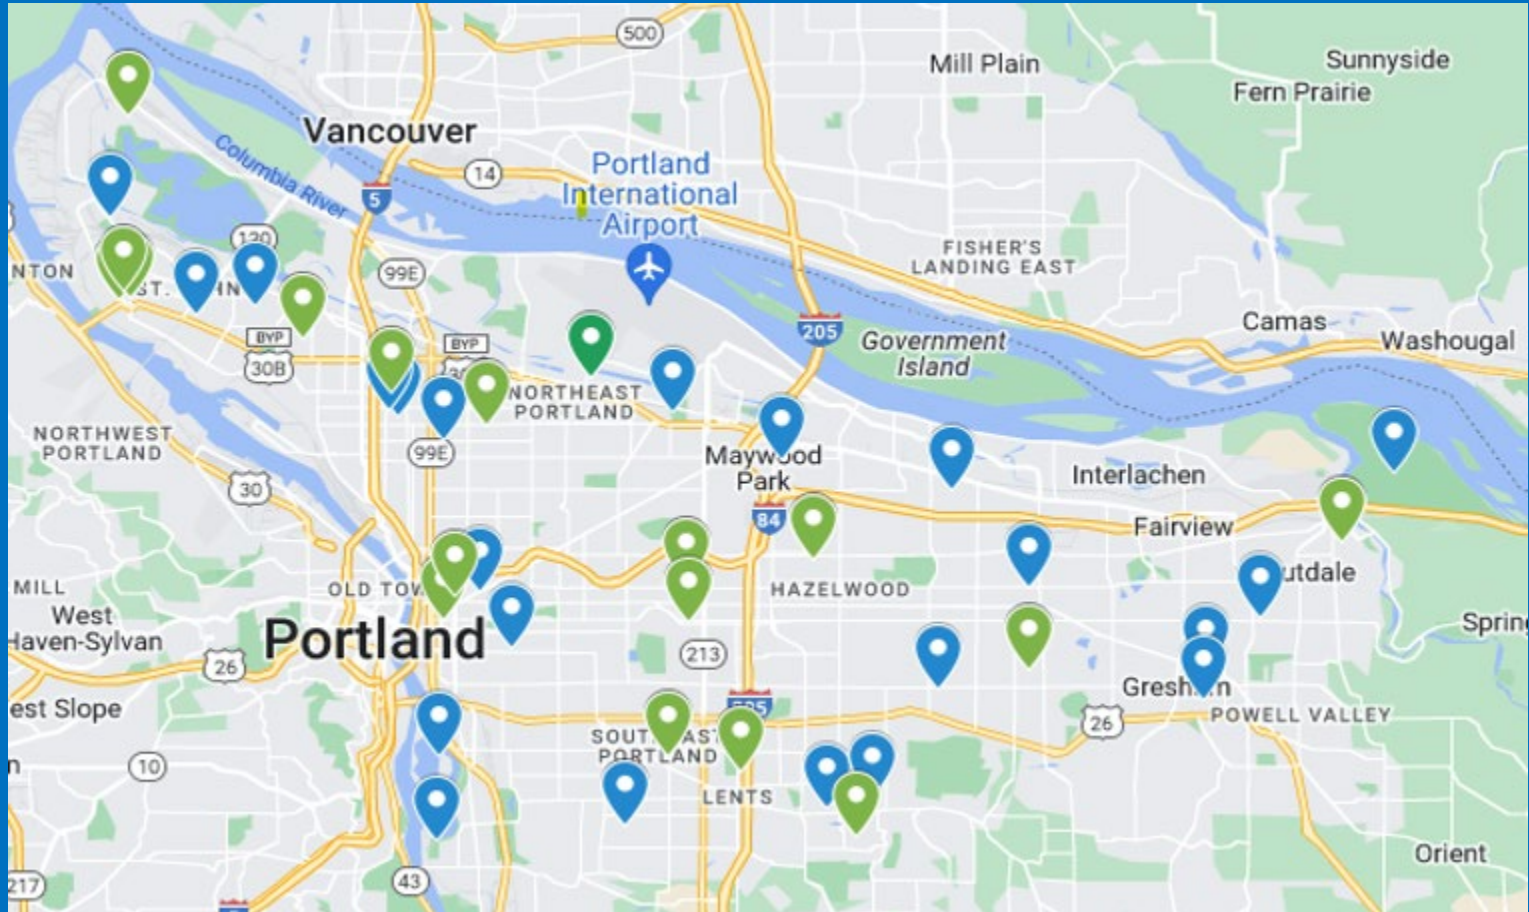 500
Mill Plain
Sunnyside
Fern Prairie
Vancouver
Columbia River
14
5
Portland
International
Airport
120
99E
FISHER'S
LANDING EAST
NTON
ST.
BYP
30B
BYP
205
Government
Island
Camas
Washougal
NORTHEAST
PORTLAND
NORTHWEST
PORTLAND
99E
30
Maywood
Park
84
Interlachen
Fairview
MILL
West
Haven-Sylvan
OLD TOW
HAZELWOOD
utdale
Portland
26
213
Spring
est Slope
Gresh
n
26
POWELL VALLEY
PORTLAND
n
10
LENTS
Orient
217
43